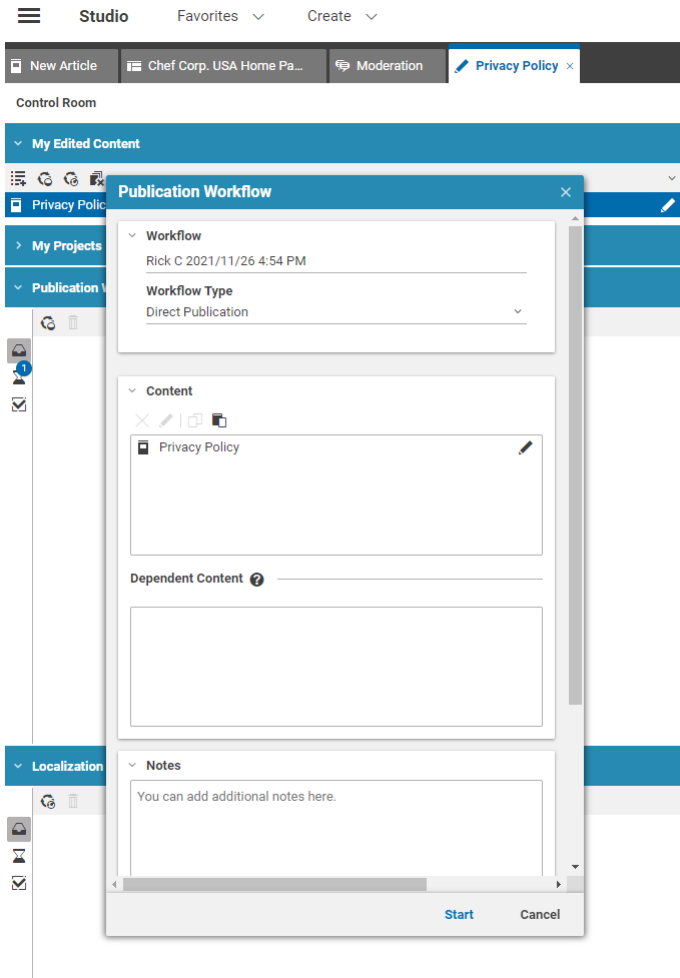 Studio Favorites Create
New Article Chef Corp. USA Home Pa... Moderation Privacy Policy
Control Room
My Edited Content
Privacy Polic
My Projects
Publication
1
Localization
Publication Workflow
Workflow
Rick C 2021/11/26 4:54 PM
Workflow Type
Direct Publication
Content
Privacy Policy
Dependent Content ?
Notes
You can add additional notes here.
Start Cancel